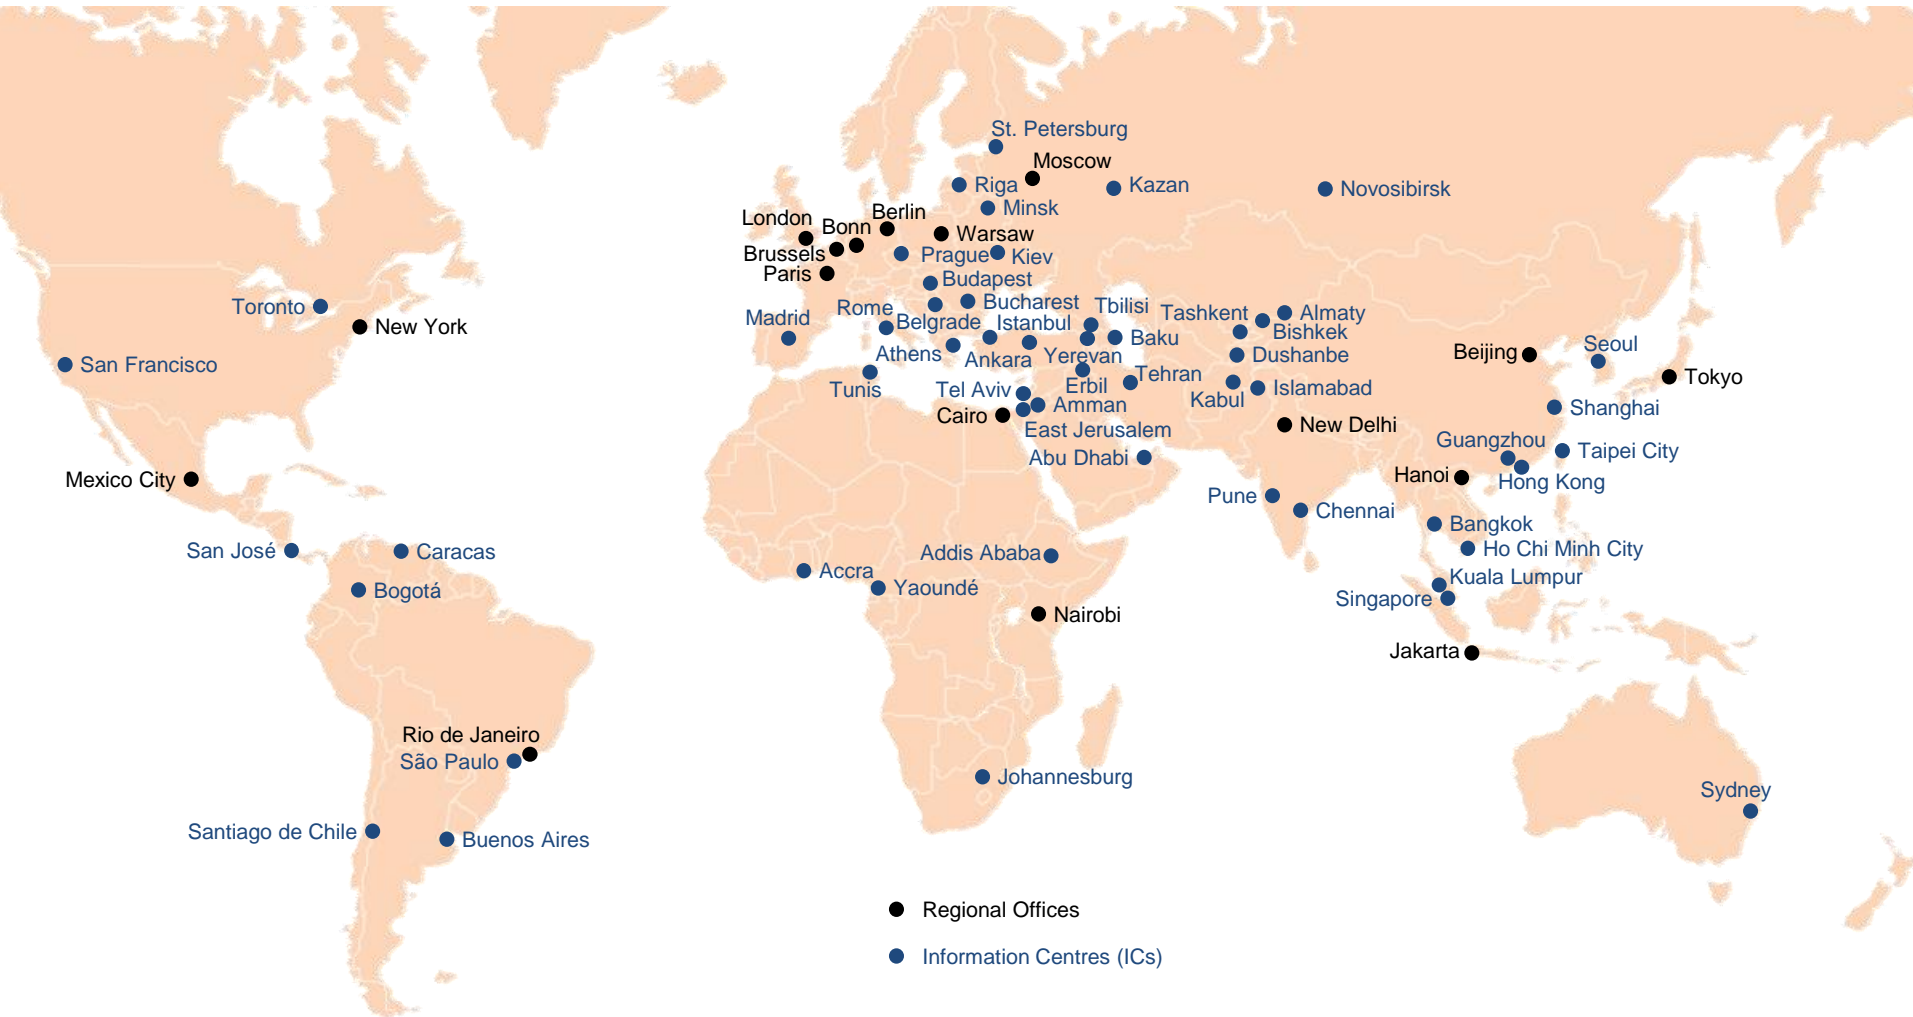 St. Petersburg
Moscow
Riga
Kazan
Novosibirsk
Minsk
London
Bonn
Berlin
Warsaw
Brussels
Prague
Kiev
Paris
Budapest
Toronto
New York
Madrid
Rome
Belgrade
Bucharest
Istanbul
Tbilisi
Tashkent
Almaty
Bishkek
San Francisco
Athens
Ankara
Yerevan
Baku
Dushanbe
Beijing
Seoul
Tunis
Tel Aviv
Erbil
Tehran
Kabul
Islamabad
Tokyo
Cairo
Amman
Shanghai
East Jerusalem
New Delhi
Guangzhou
Taipei City
Mexico City
Abu Dhabi
Hanoi
Hong Kong
Pune
Chennai
Bangkok
San José
Caracas
Addis Ababa
Ho Chi Minh City
Accra
Kuala Lumpur
Bogotá
Yaoundé
Singapore
Nairobi
Jakarta
Rio de Janeiro
São Paulo
Johannesburg
Sydney
Santiago de Chile
Buenos Aires
Regional Offices
Information Centres (ICs)